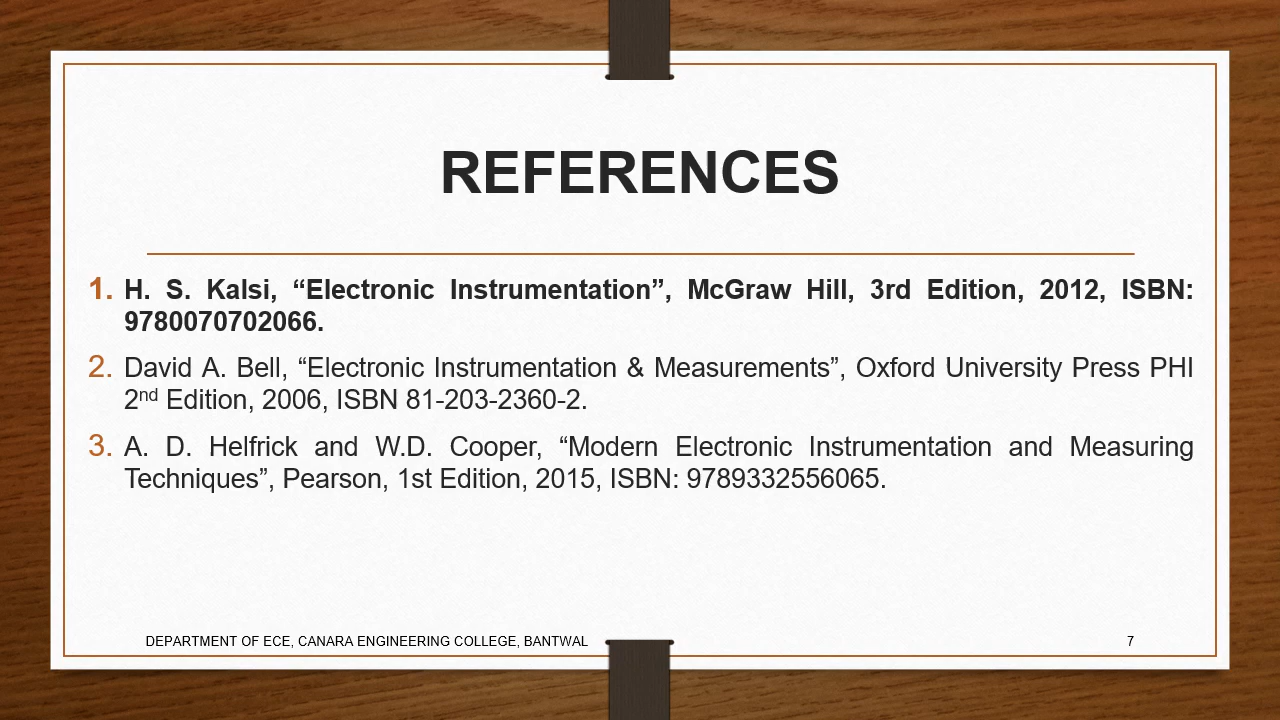 REFERENCES
1. H. S. Kalsi, “Electronic Instrumentation”, McGraw Hill, 3rd Edition, 2012, ISBN:
9780070702066.
2. David A. Bell, “Electronic Instrumentation & Measurements”, Oxford University Press PHI
2nd Edition, 2006, ISBN 81-203-2360-2.
3. A. D. Helfrick and W.D. Cooper, “Modern Electronic Instrumentation and Measuring
Techniques”, Pearson, 1st Edition, 2015, ISBN: 9789332556065.
DEPARTMENT OF ECE, CANARA ENGINEERING COLLEGE, BANTWAL 7